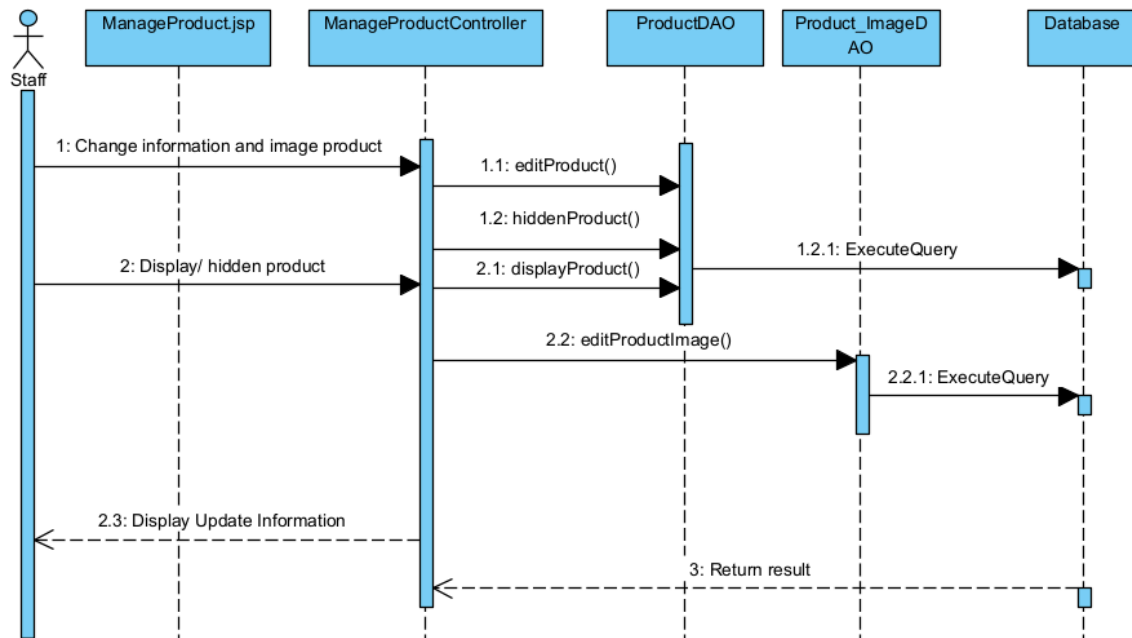 ManageProduct.jsp
ManageProductController
ProductDAO
Product_ImageD
AO
Database
Staff
1: Change information and image product
1.1: editProduct()
1.2: hiddenProduct()
1.2.1: ExecuteQuery
2: Display/ hidden product
2.1: displayProduct()
2.2: editProductImage()
2.2.1: ExecuteQuery
2.3: Display Update Information
3: Return result